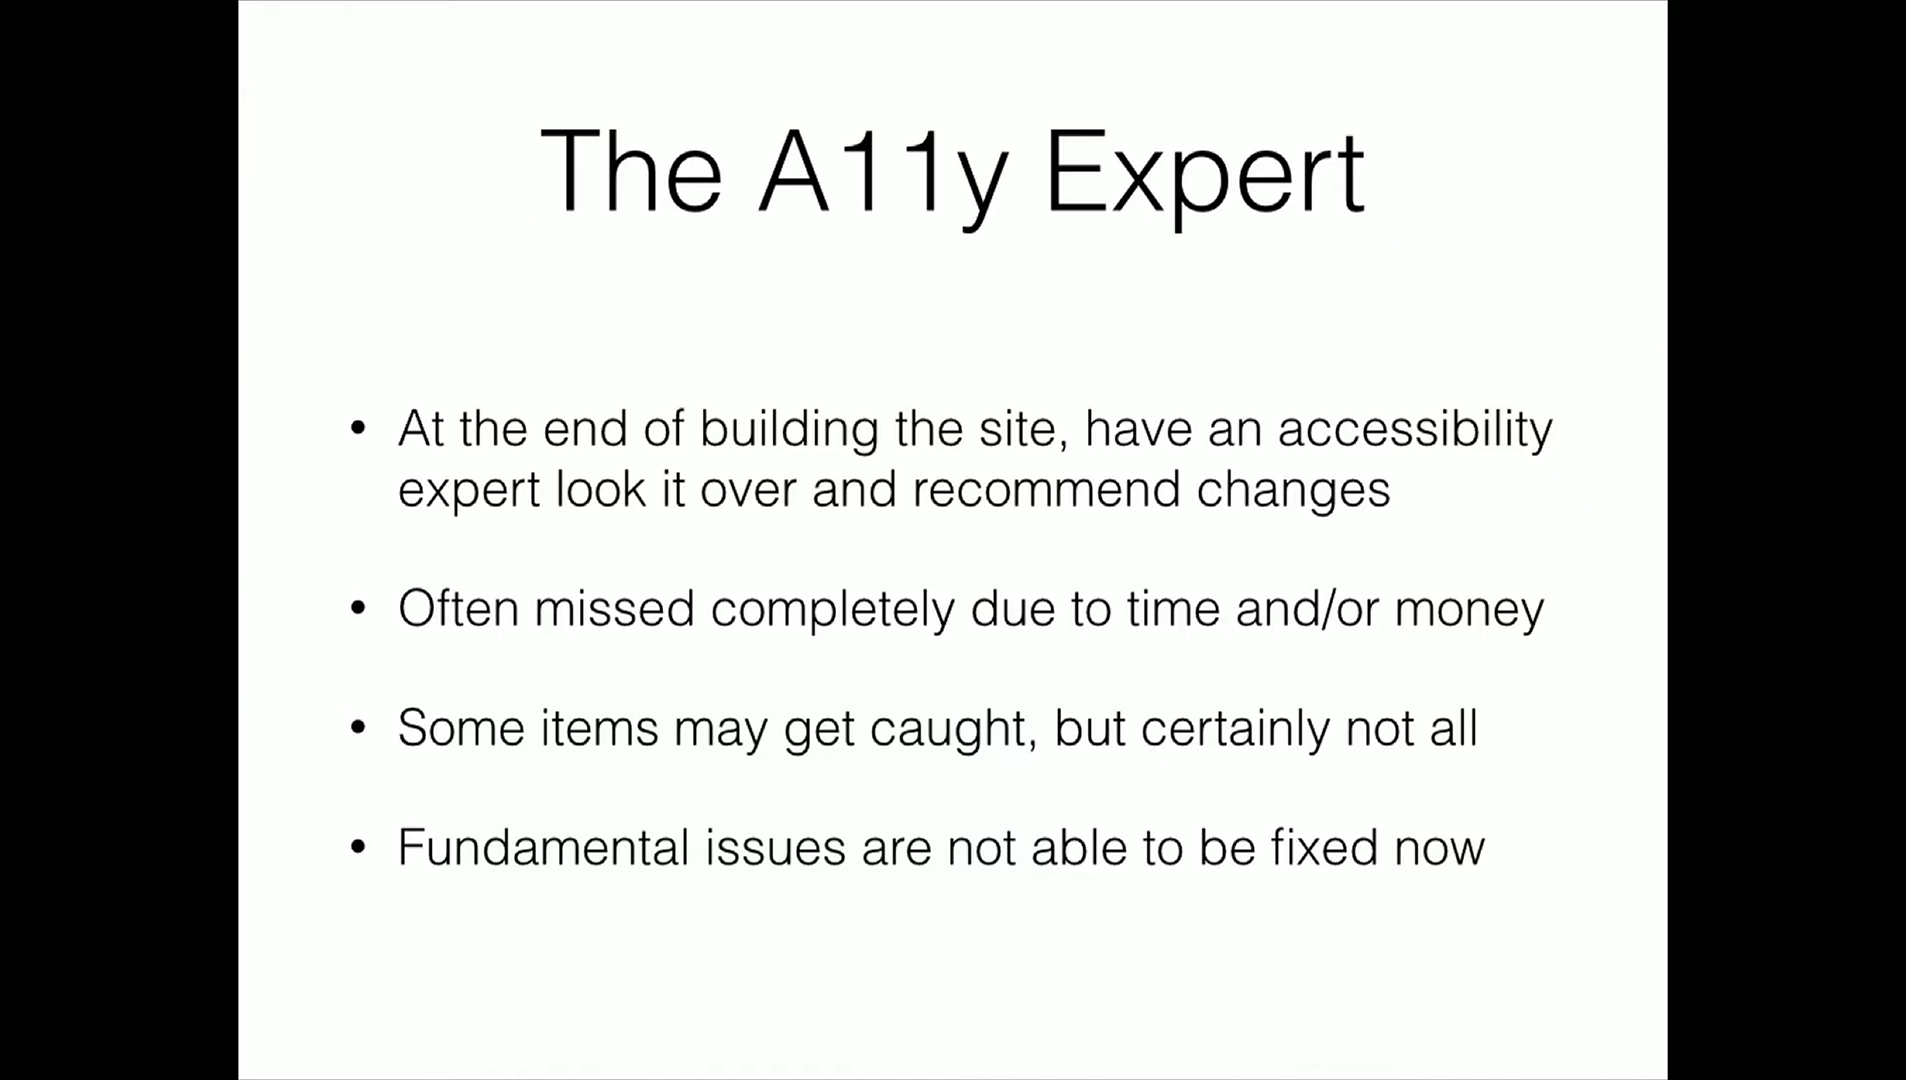 The A11y Expert
• At the end of building the site, have an accessibility
expert look it over and recommend changes
• Often missed completely due to time and/or money
• Some items may get caught, but certainly not all
• Fundamental issues are not able to be fixed now